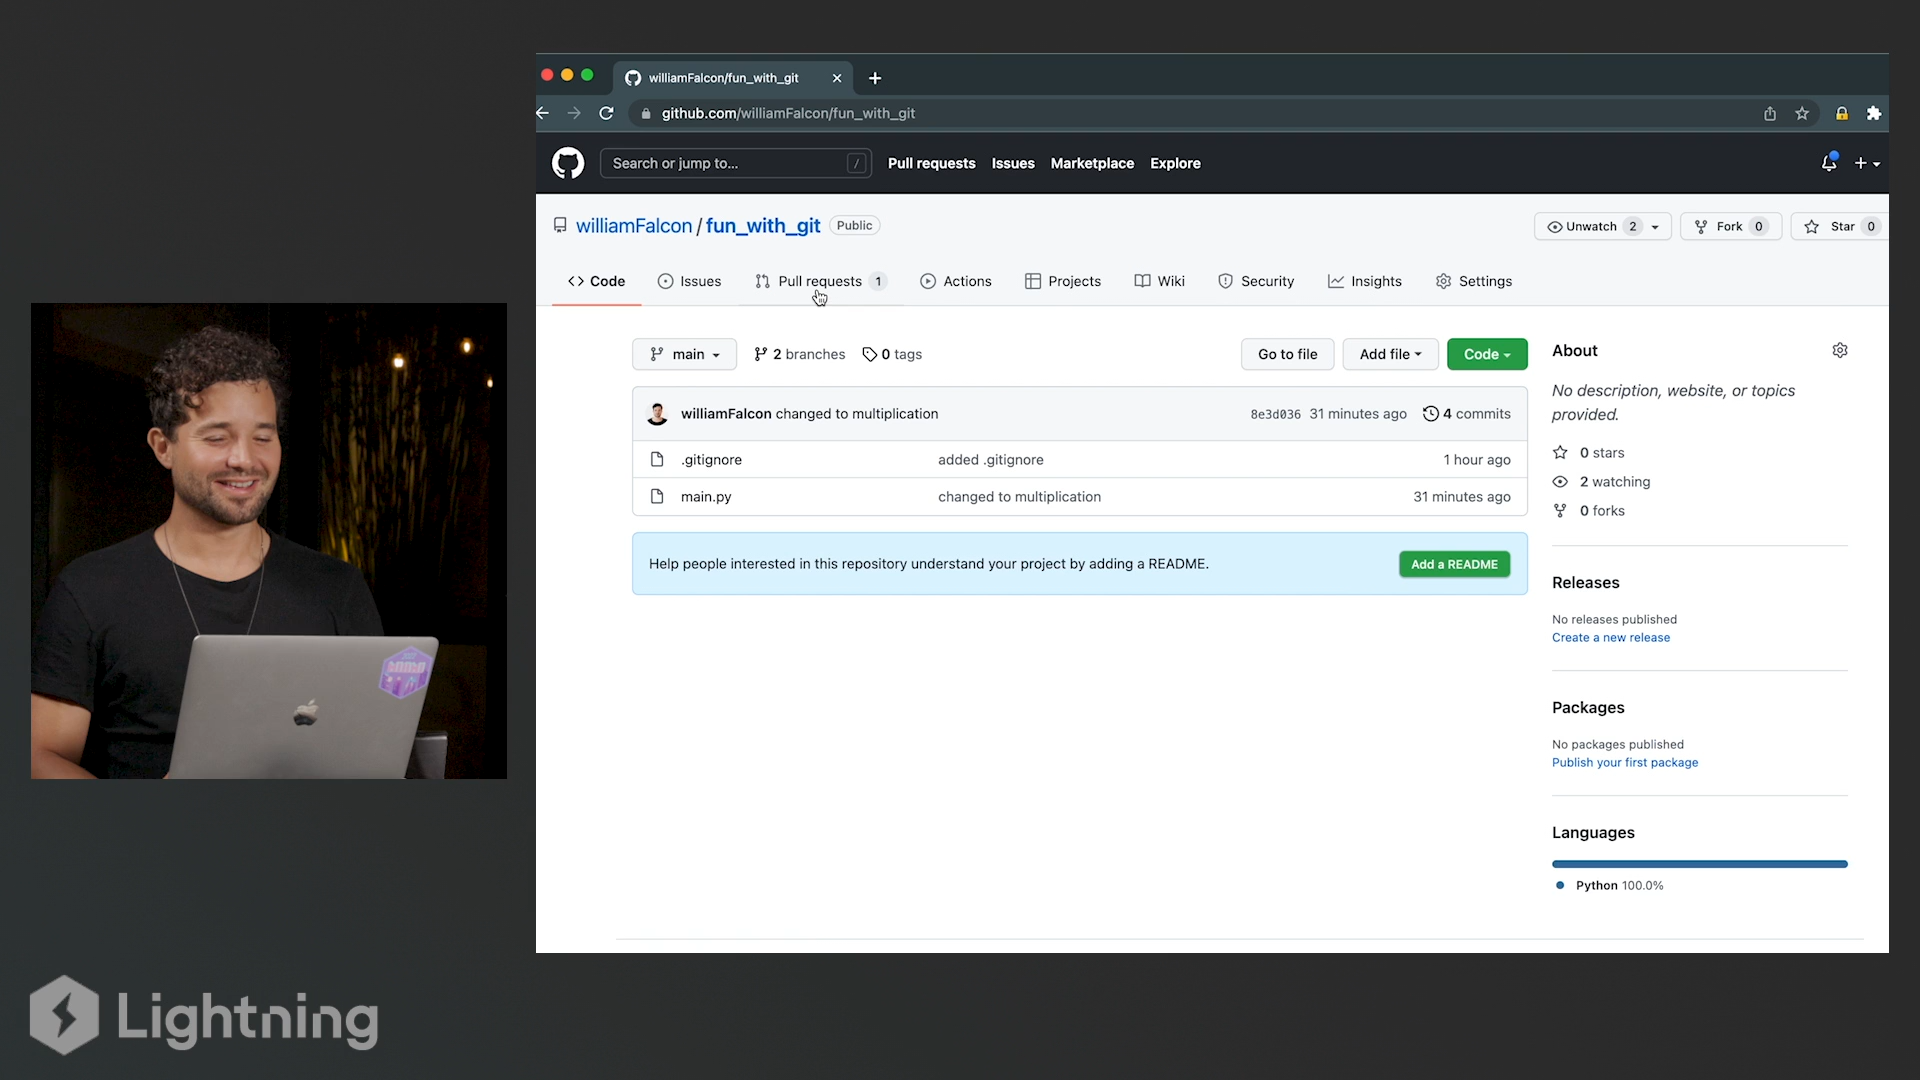 williamFalcon/fun_with_git
github.com/williamFalcon/fun_with_git
Search or jump to... /
Pull requests Issues Marketplace Explore
williamFalcon / fun_with_git Public
Unwatch 2 Fork 0 Star 0
Code Issues Pull requests 1 Actions Projects Wiki Security Insights Settings
main 2 branches 0 tags Go to file Add file Code
williamFalcon changed to multiplication 8e3d036 31 minutes ago 4 commits
.gitignore added .gitignore 1 hour ago
main.py changed to multiplication 31 minutes ago
Help people interested in this repository understand your project by adding a README. Add a README
About
No description, website, or topics
provided.
0 stars
2 watching
0 forks
Releases
No releases published
Create a new release
Packages
No packages published
Publish your first package
Languages
Python 100.0%
Lightning